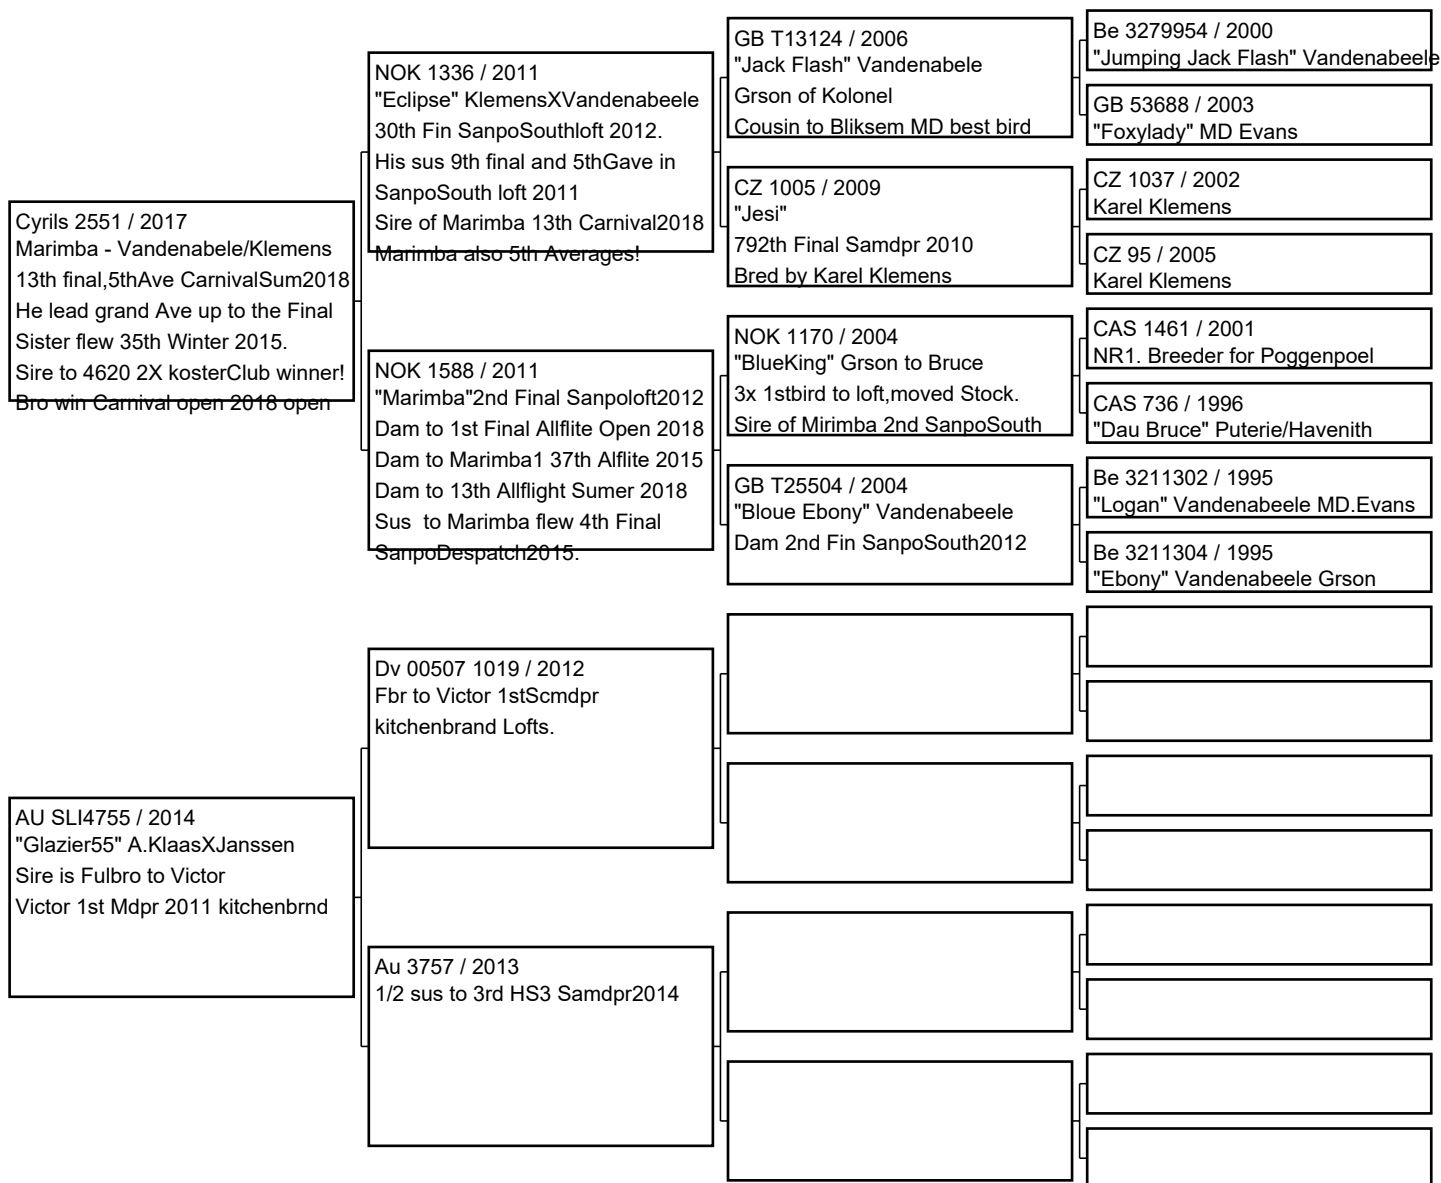 Cyrils 2551 / 2017
Marimba - Vandenabele/Klemens
13th final,5thAve CarnivalSum2018
He lead grand Ave up to the Final
Sister flew 35th Winter 2015.
Sire to 4620 2X kosterClub winner!
Bro win Carnival open 2018 open
AU SLI4755 / 2014
"Glazier55" A.KlaasXJanssen
Sire is Fulbro to Victor
Victor 1st Mdpr 2011 kitchenbrnd
NOK 1336 / 2011
"Eclipse" KlemensXVandenabeele
30th Fin SanpoSouthloft 2012.
His sus 9th final and 5thGave in
SanpoSouth loft 2011
Sire of Marimba 13th Carnival2018
Marimba also 5th Averages!
NOK 1588 / 2011
"Marimba"2nd Final Sanpoloft2012
Dam to 1st Final Allflite Open 2018
Dam to Marimba1 37th Alflite 2015
Dam to 13th Allflight Sumer 2018
Sus  to Marimba flew 4th Final
SanpoDespatch2015.
Dv 00507 1019 / 2012
Fbr to Victor 1stScmdpr
kitchenbrand Lofts.
Au 3757 / 2013
1/2 sus to 3rd HS3 Samdpr2014
GB T13124 / 2006
"Jack Flash" Vandenabele
Grson of Kolonel
Cousin to Bliksem MD best bird
CZ 1005 / 2009
"Jesi"
792th Final Samdpr 2010
Bred by Karel Klemens
NOK 1170 / 2004
"BlueKing" Grson to Bruce
3x 1stbird to loft,moved Stock.
Sire of Mirimba 2nd SanpoSouth
GB T25504 / 2004
"Bloue Ebony" Vandenabeele
Dam 2nd Fin SanpoSouth2012
Be 3279954 / 2000
"Jumping Jack Flash" Vandenabeele
GB 53688 / 2003
"Foxylady" MD Evans
CZ 1037 / 2002
Karel Klemens
CZ 95 / 2005
Karel Klemens
CAS 1461 / 2001
NR1. Breeder for Poggenpoel
CAS 736 / 1996
"Dau Bruce" Puterie/Havenith
Be 3211302 / 1995
"Logan" Vandenabeele MD.Evans
Be 3211304 / 1995
"Ebony" Vandenabeele Grson